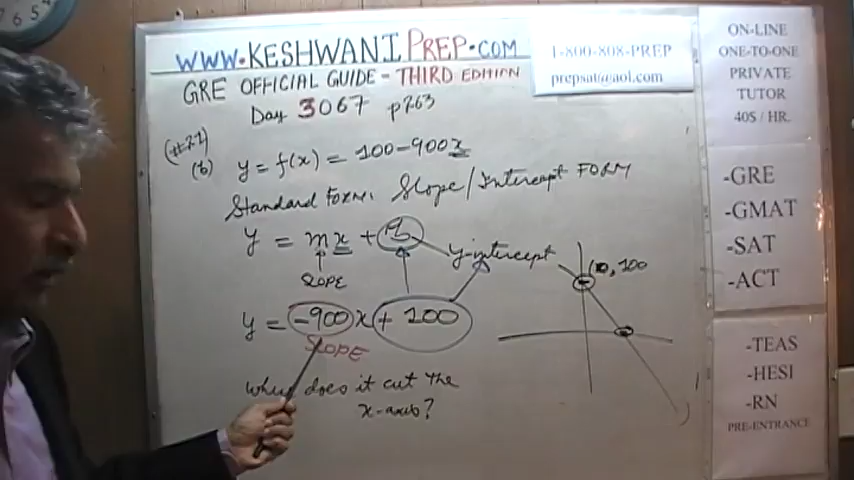 WWW.KESHWANIPREP.COM
GRE OFFICIAL GUIDE - THIRD EDITION
Day 3067 p263
(b) y = f(x) = 100-900x
Standard Form: Slope/Intercept FORM
y = mx + b
y-intercept
SLOPE
y = -900x + 100
SLOPE
does it cut the
x-axis?
(0, 100
1-800-808-PREP
prepsat@aol.com
ON-LINE
ONE-TO-ONE
PRIVATE
TUTOR
40$ / HR.
-GRE
-GMAT
-SAT
-ACT
-TEAS
-HESI
-RN
PRE-ENTRANCE
7 6 5 4